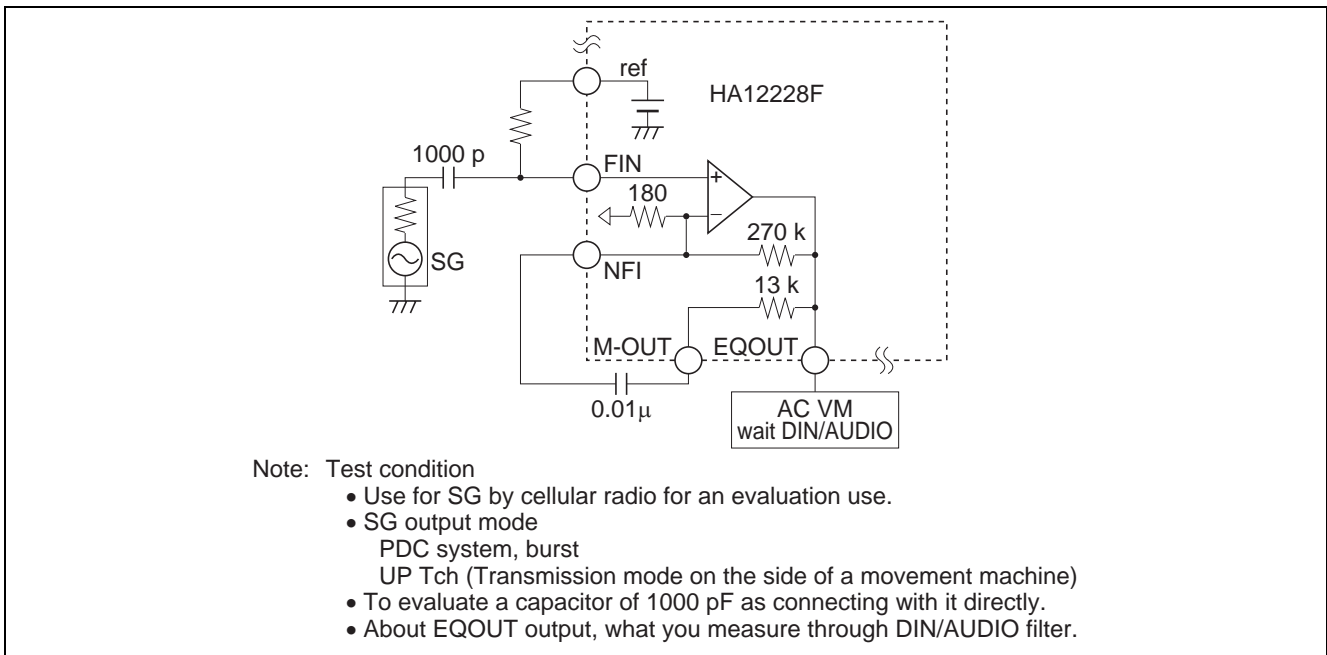 ref
HA12228F
1000 p
FIN
+
180
−
270 k
SG
NFI
13 k
M-OUT
EQOUT
0.01μ
AC VM
wait DIN/AUDIO
Note: Test condition
• Use for SG by cellular radio for an evaluation use.
• SG output mode
PDC system, burst
UP Tch (Transmission mode on the side of a movement machine)
• To evaluate a capacitor of 1000 pF as connecting with it directly.
• About EQOUT output, what you measure through DIN/AUDIO filter.